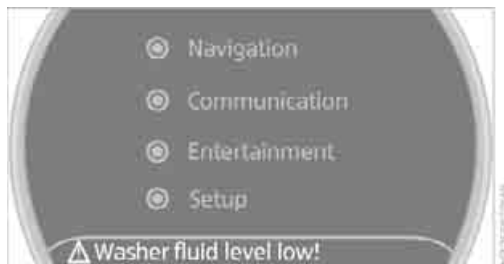 Navigation
Communication
Entertainment
Setup
Washer fluid level low!